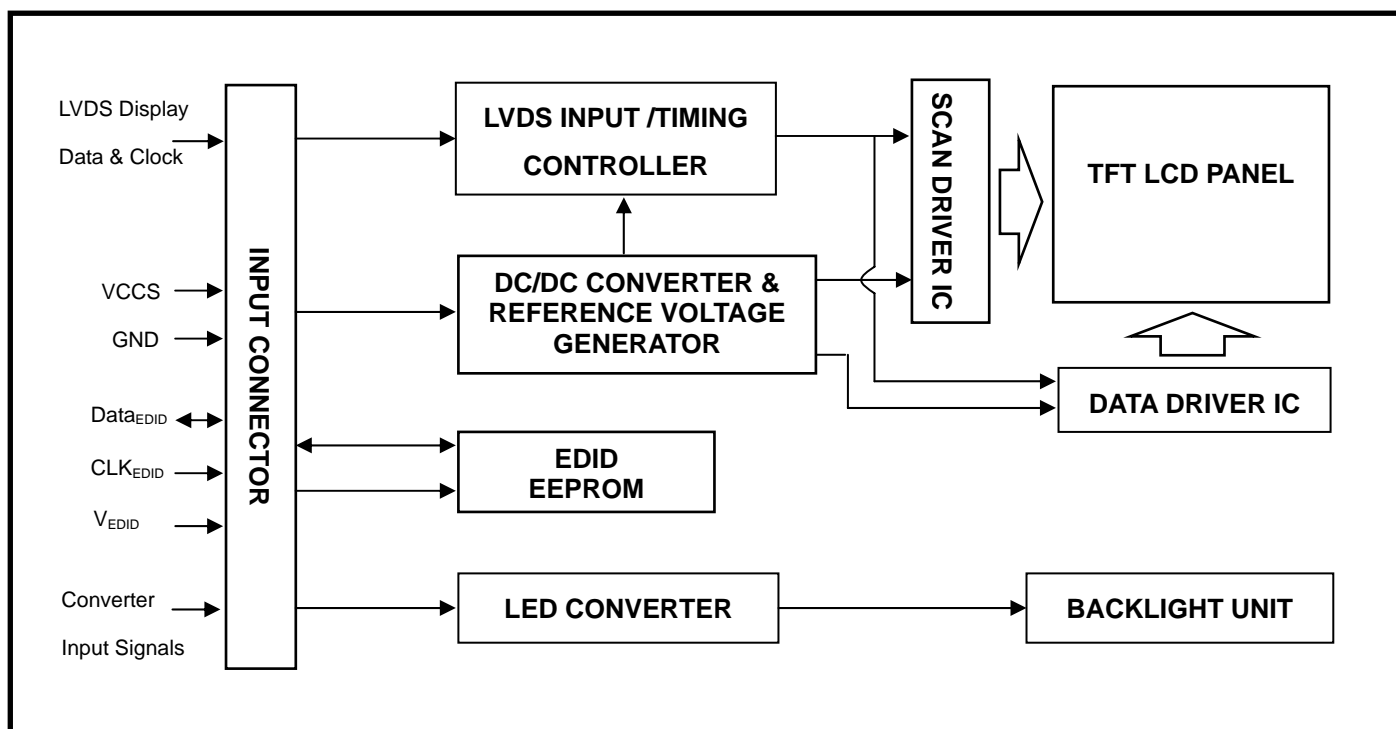 LVDS Display
Data & Clock
VCCS
GND
DataEDID
CLKEDID
VEDID
Converter
Input Signals
INPUT CONNECTOR
LVDS INPUT /TIMING
CONTROLLER
DC/DC CONVERTER &
REFERENCE VOLTAGE
GENERATOR
EDID
EEPROM
LED CONVERTER
SCAN DRIVER IC
TFT LCD PANEL
DATA DRIVER IC
BACKLIGHT UNIT